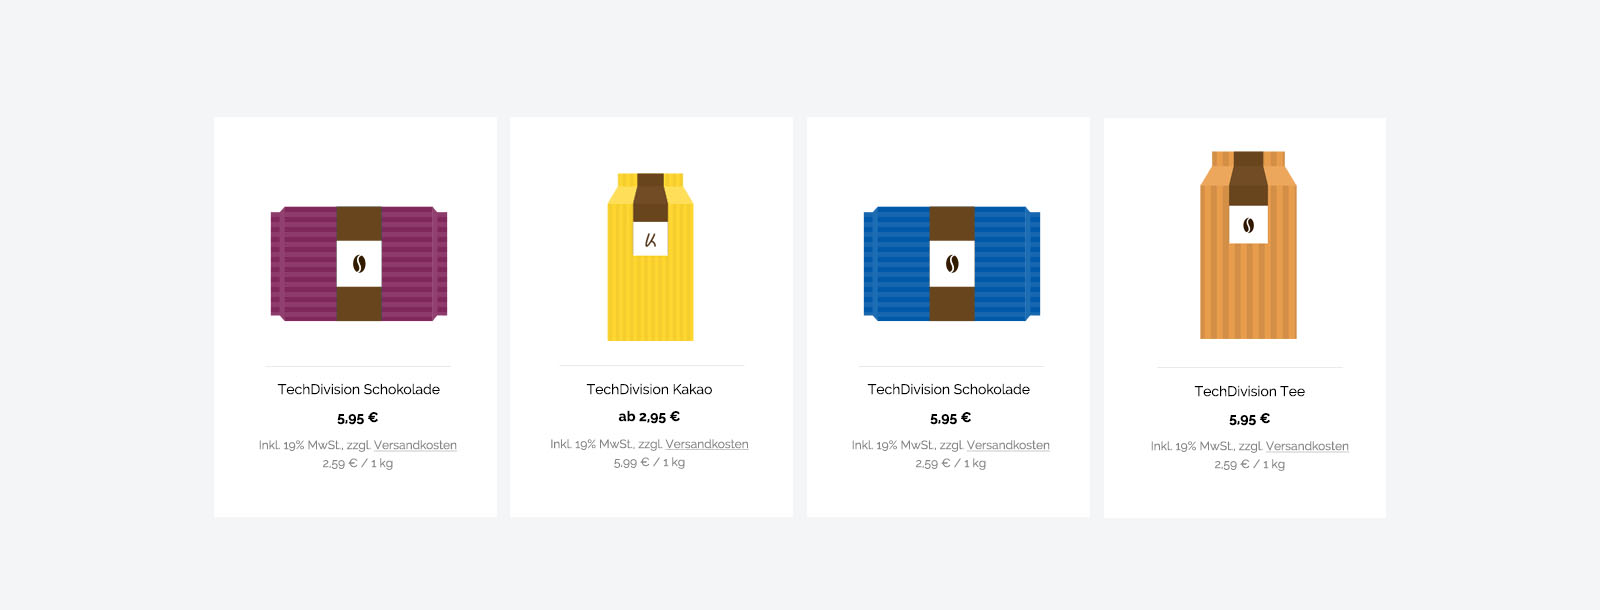 TechDivision Schokolade
5,95 €
Inkl. 19% MwSt., zzgl. Versandkosten
2,59 € / 1 kg
K
TechDivision Kakao
ab 2,95 €
Inkl. 19% MwSt., zzgl. Versandkosten
5,99 € / 1 kg
TechDivision Schokolade
5,95 €
Inkl. 19% MwSt., zzgl. Versandkosten
2,59 € / 1 kg
TechDivision Tee
5,95 €
Inkl. 19% MwSt., zzgl. Versandkosten
2,59 € / 1 kg